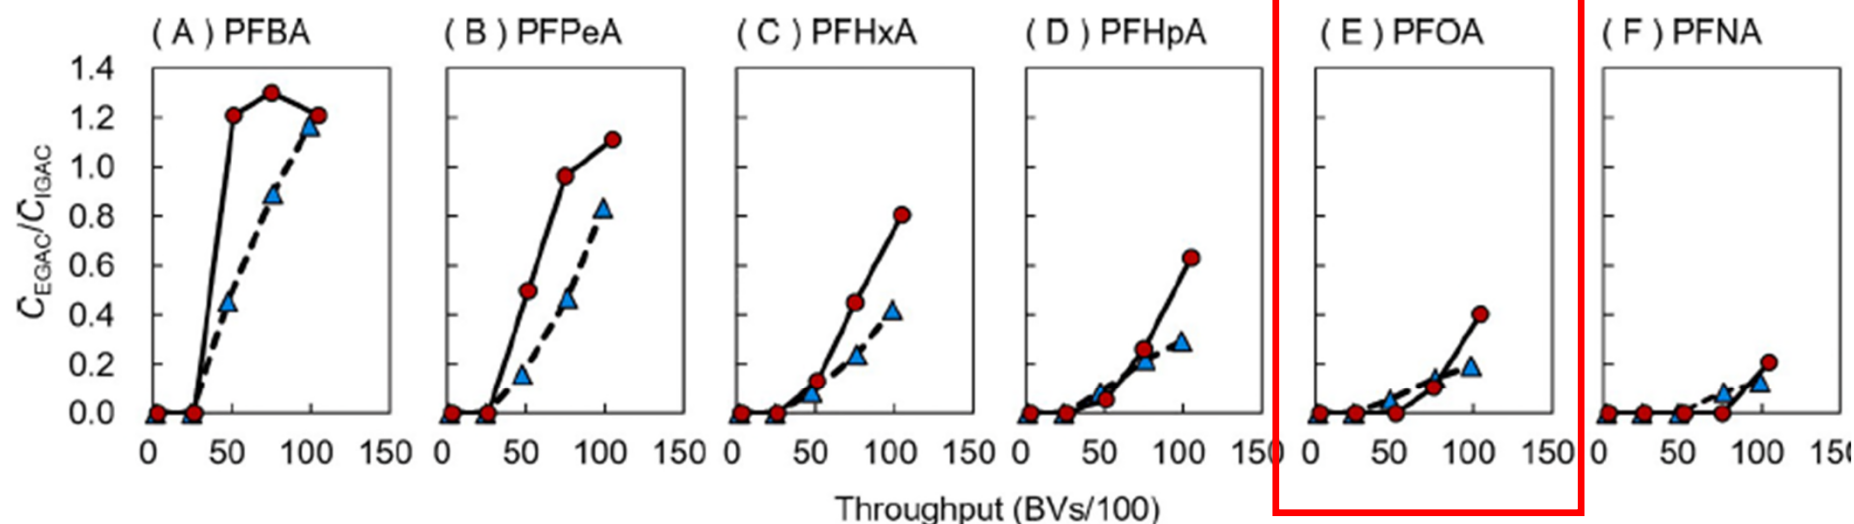 ( A ) PFBA ( B ) PFPeA ( C ) PFHxA ( D ) PFHpA ( E ) PFOA ( F ) PFNA
1.4
1.2
1.0
0.8
0.6
0.4
0.2
0.0
CEGAC/CIGAC
0 50 100 150 0 50 100 150 0 50 100 150 0 50 100 150 0 50 100 150 0 50 100 150
Throughput (BVs/100)